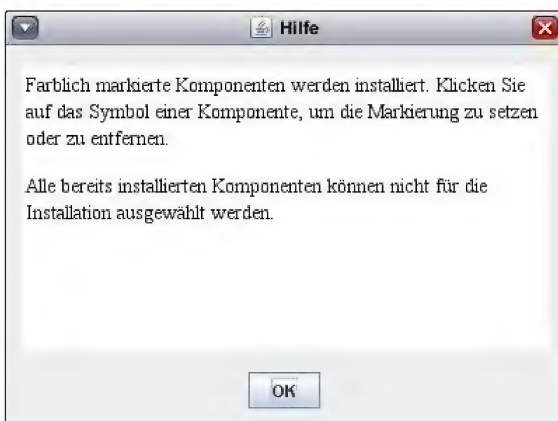 Hilfe
Farblich markierte Komponenten werden installiert. Klicken Sie
auf das Symbol einer Komponente, um die Markierung zu setzen
oder zu entfernen.
Alle bereits installierten Komponenten können nicht für die
Installation ausgewählt werden.
OK